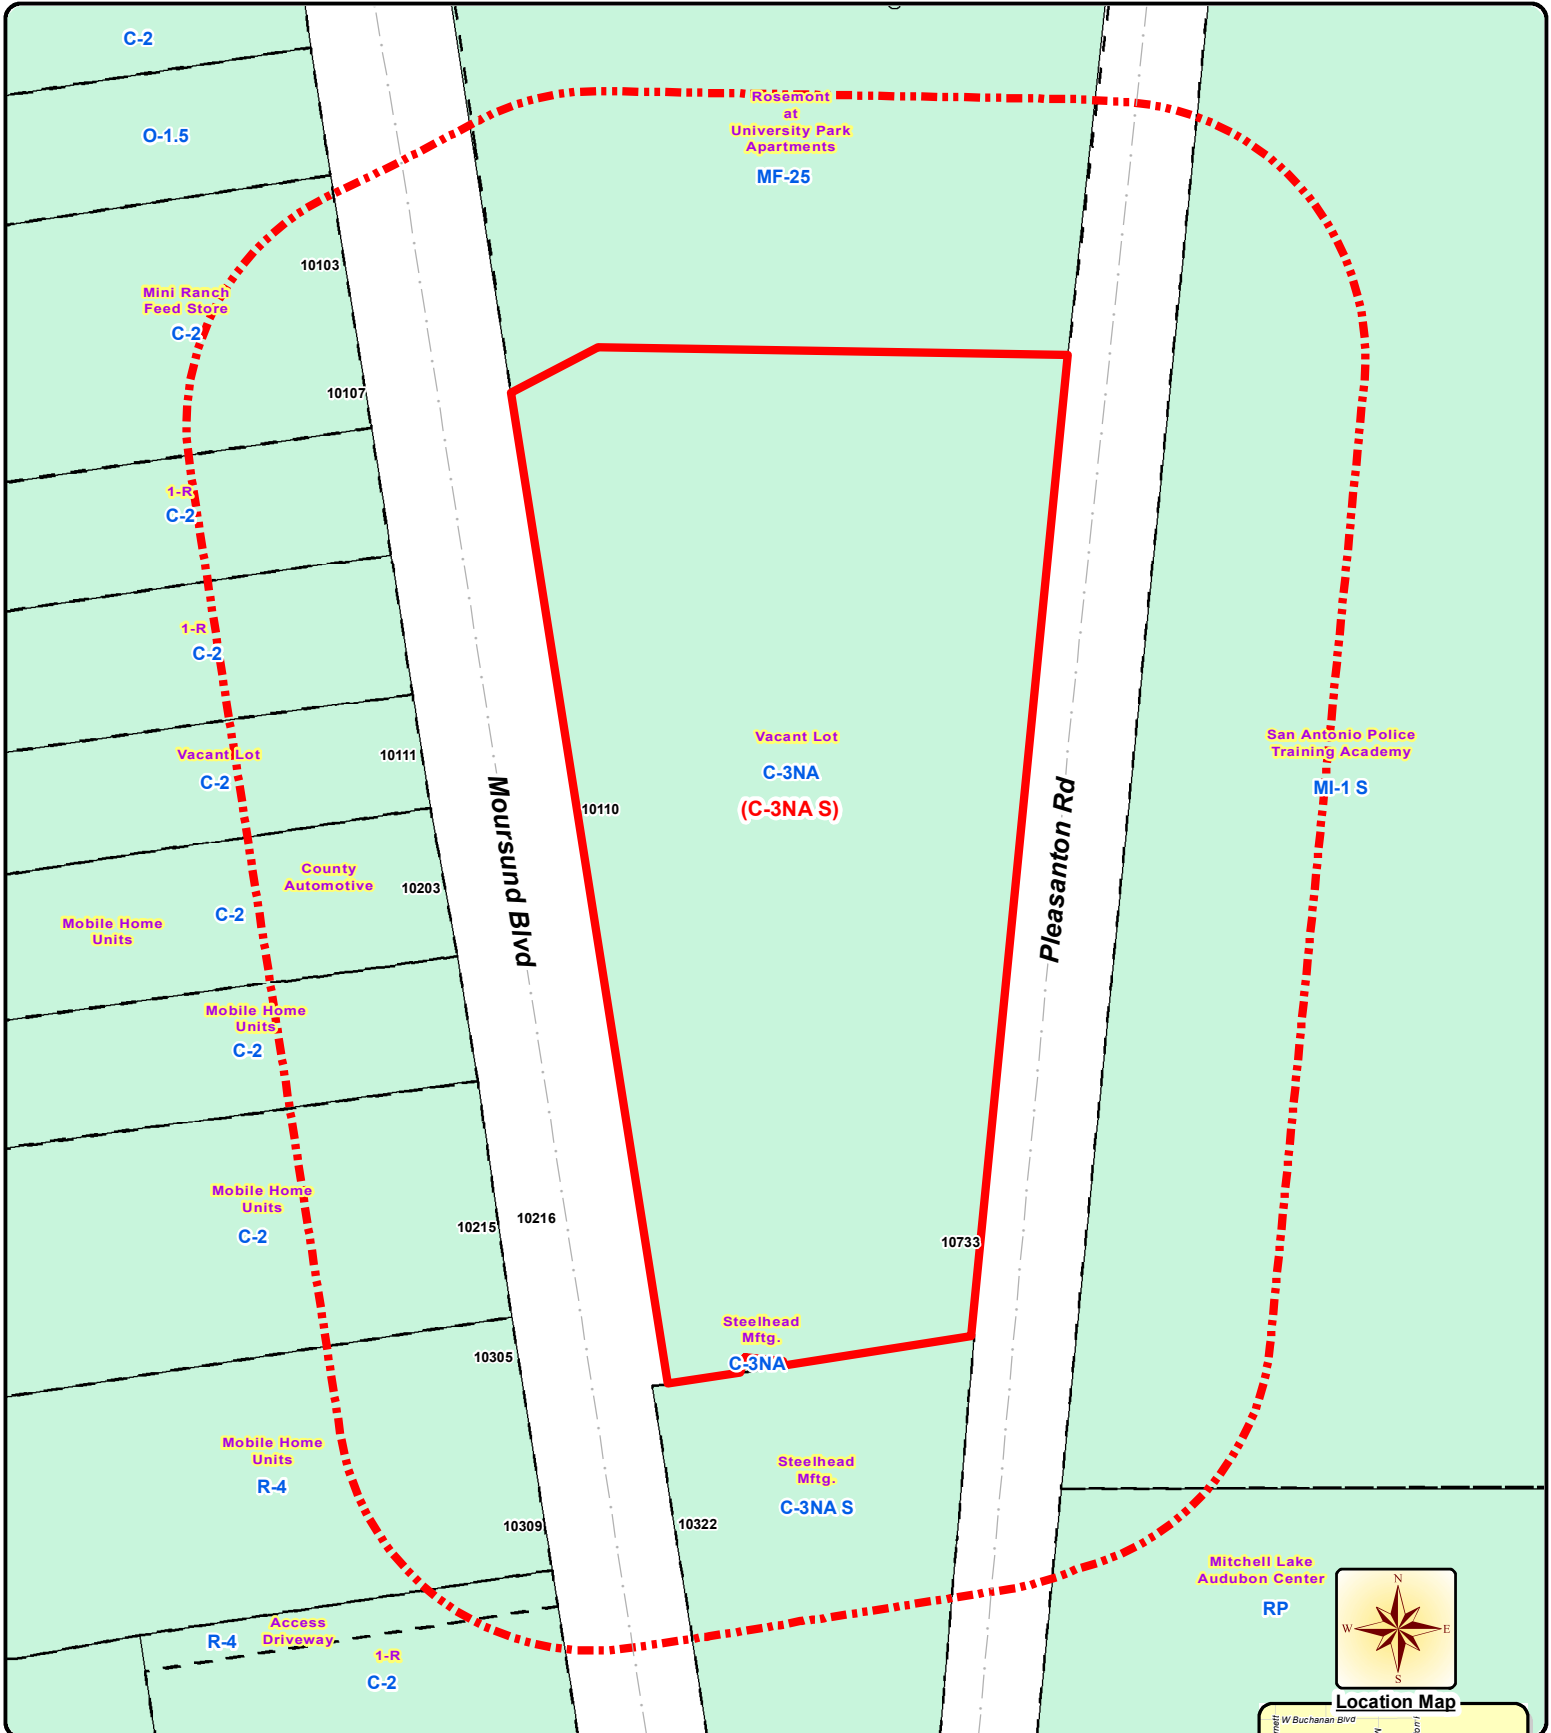 C-2
O-1.5
Rosemont
at
University Park
Apartments
MF-25
10103
Mini Ranch
Feed Store
C-2
10107
1-R
C-2
1-R
C-2
Vacant Lot
C-2
10111
County
Automotive
10203
C-2
Mobile Home
Units
Mobile Home
Units
C-2
Mobile Home
Units
C-2
10215
10216
10305
Mobile Home
Units
R-4
10309
Access
Driveway
R-4
1-R
C-2
Moursund Blvd
10110
Vacant Lot
C-3NA
(C-3NA S)
Pleasanton Rd
10733
Steelhead
Mftg.
C-3NA
Steelhead
Mftg.
C-3NA S
10322
San Antonio Police
Training Academy
MI-1 S
Mitchell Lake
Audubon Center
RP
N
W
E
S
Location Map
W Buchanan Blvd